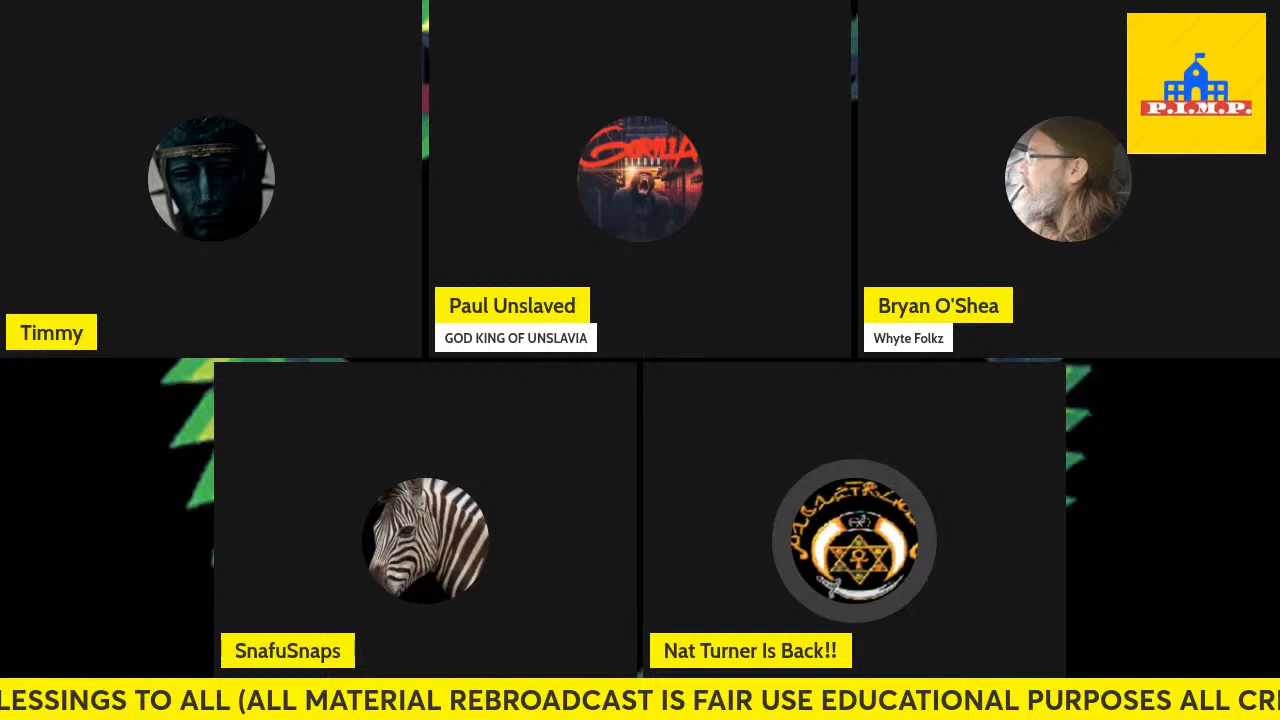 P.I.M.P.
GORILLA
Timmy
Paul Unslaved
GOD KING OF UNSLAVIA
Bryan O'Shea
Whyte Folkz
SnafuSnaps
Nat Turner Is Back!!
LESSINGS TO ALL (ALL MATERIAL REBROADCAST IS FAIR USE EDUCATIONAL PURPOSES ALL CR